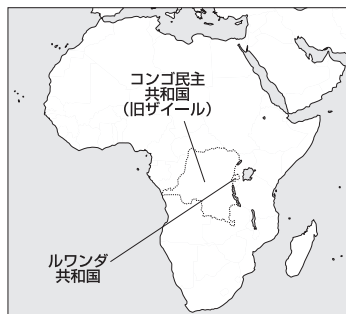 コンゴ民主
共和国
（旧ザイール）
ルワンダ
共和国